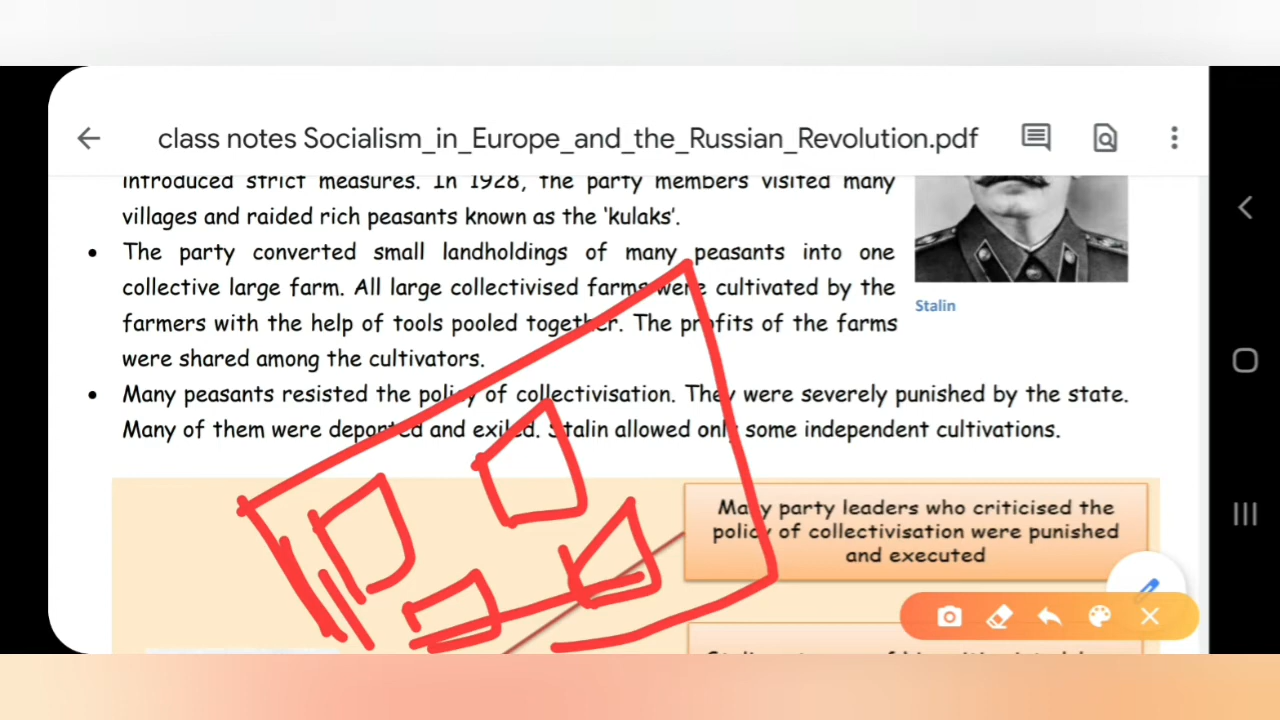 class notes Socialism_in_Europe_and_the_Russian_Revolution.pdf
introduced strict measures. In 1928, the party members visited many
villages and raided rich peasants known as the ‘kulaks’.
• The party converted small landholdings of many peasants into one
collective large farm. All large collectivised farms were cultivated by the
farmers with the help of tools pooled together. The profits of the farms
were shared among the cultivators.
Stalin
• Many peasants resisted the policy of collectivisation. They were severely punished by the state.
Many of them were deported and exiled. Stalin allowed only some independent cultivations.
Many party leaders who criticised the
policy of collectivisation were punished
and executed